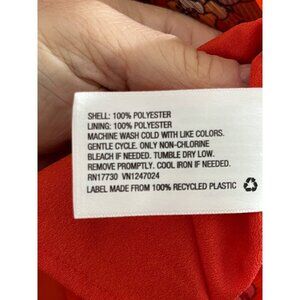 SHELL: 100% POLYESTER
LINING: 100% POLYESTER
MACHINE WASH COLD WITH LIKE COLORS.
GENTLE CYCLE. ONLY NON-CHLORINE
BLEACH IF NEEDED. TUMBLE DRY LOW.
REMOVE PROMPTLY. COOL IRON IF NEEDED.
RN17730 VN1247024
LABEL MADE FROM 100% RECYCLED PLASTIC